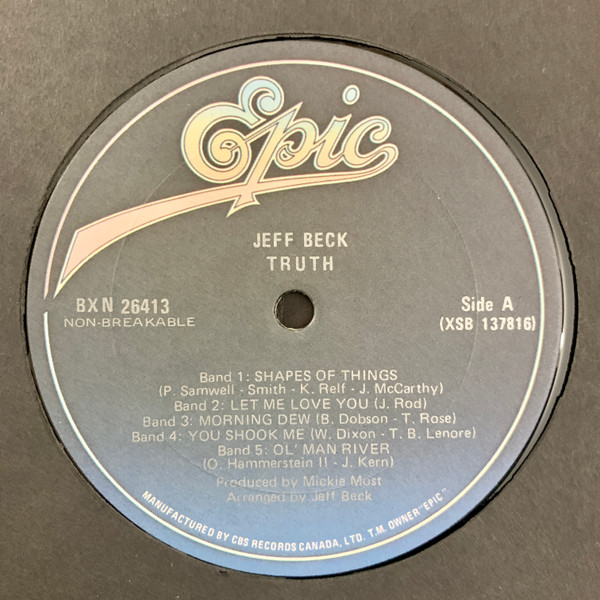 Epic
JEFF BECK
TRUTH
BXN 26413
NON-BREAKABLE
Side A
(XSB 137816)
Band 1: SHAPES OF THINGS
(P. Samwell - Smith - K. Relf - J. McCarthy)
Band 2: LET ME LOVE YOU (J. Rod)
Band 3: MORNING DEW (B. Dobson - T. Rose)
Band 4: YOU SHOOK ME (W. Dixon - T. B. Lenore)
Band 5: OL' MAN RIVER
(O. Hammerstein II - J. Kern)
Produced by Mickie Most
Arranged by Jeff Beck
MANUFACTURED BY CBS RECORDS CANADA, LTD. T.M. OWNER "EPIC"